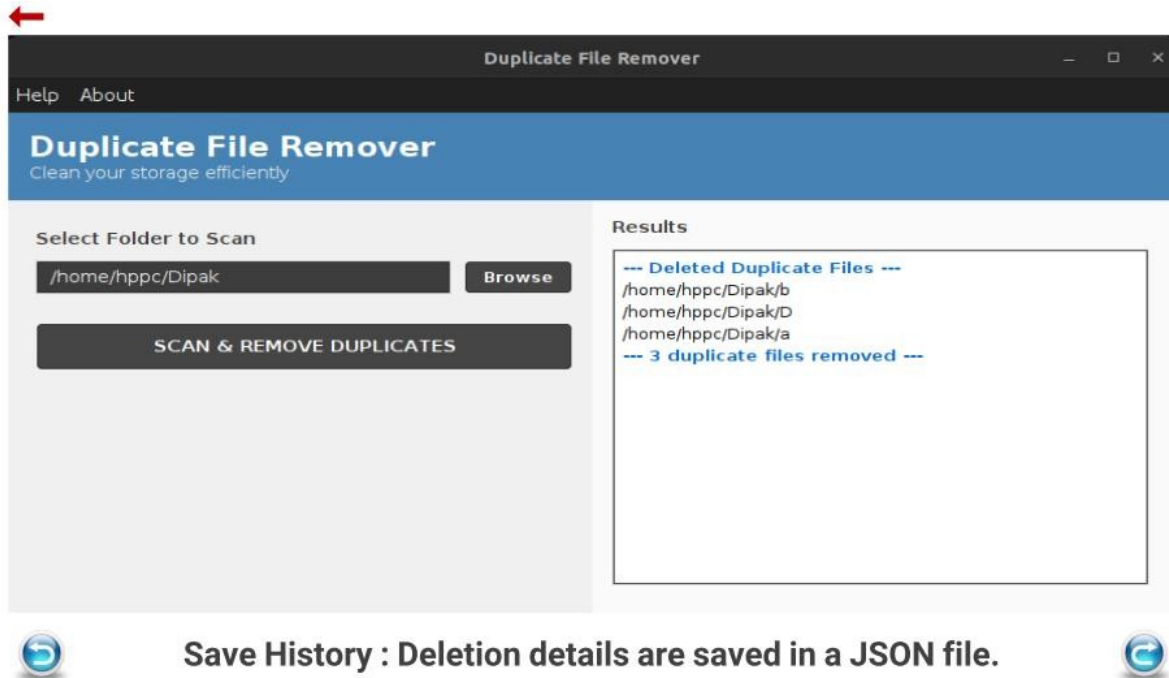 Duplicate File Remover
Help About
Duplicate File Remover
Clean your storage efficiently
Select Folder to Scan
/home/hppc/Dipak
Browse
SCAN & REMOVE DUPLICATES
Results
--- Deleted Duplicate Files ---
/home/hppc/Dipak/b
/home/hppc/Dipak/D
/home/hppc/Dipak/a
--- 3 duplicate files removed ---
Save History : Deletion details are saved in a JSON file.